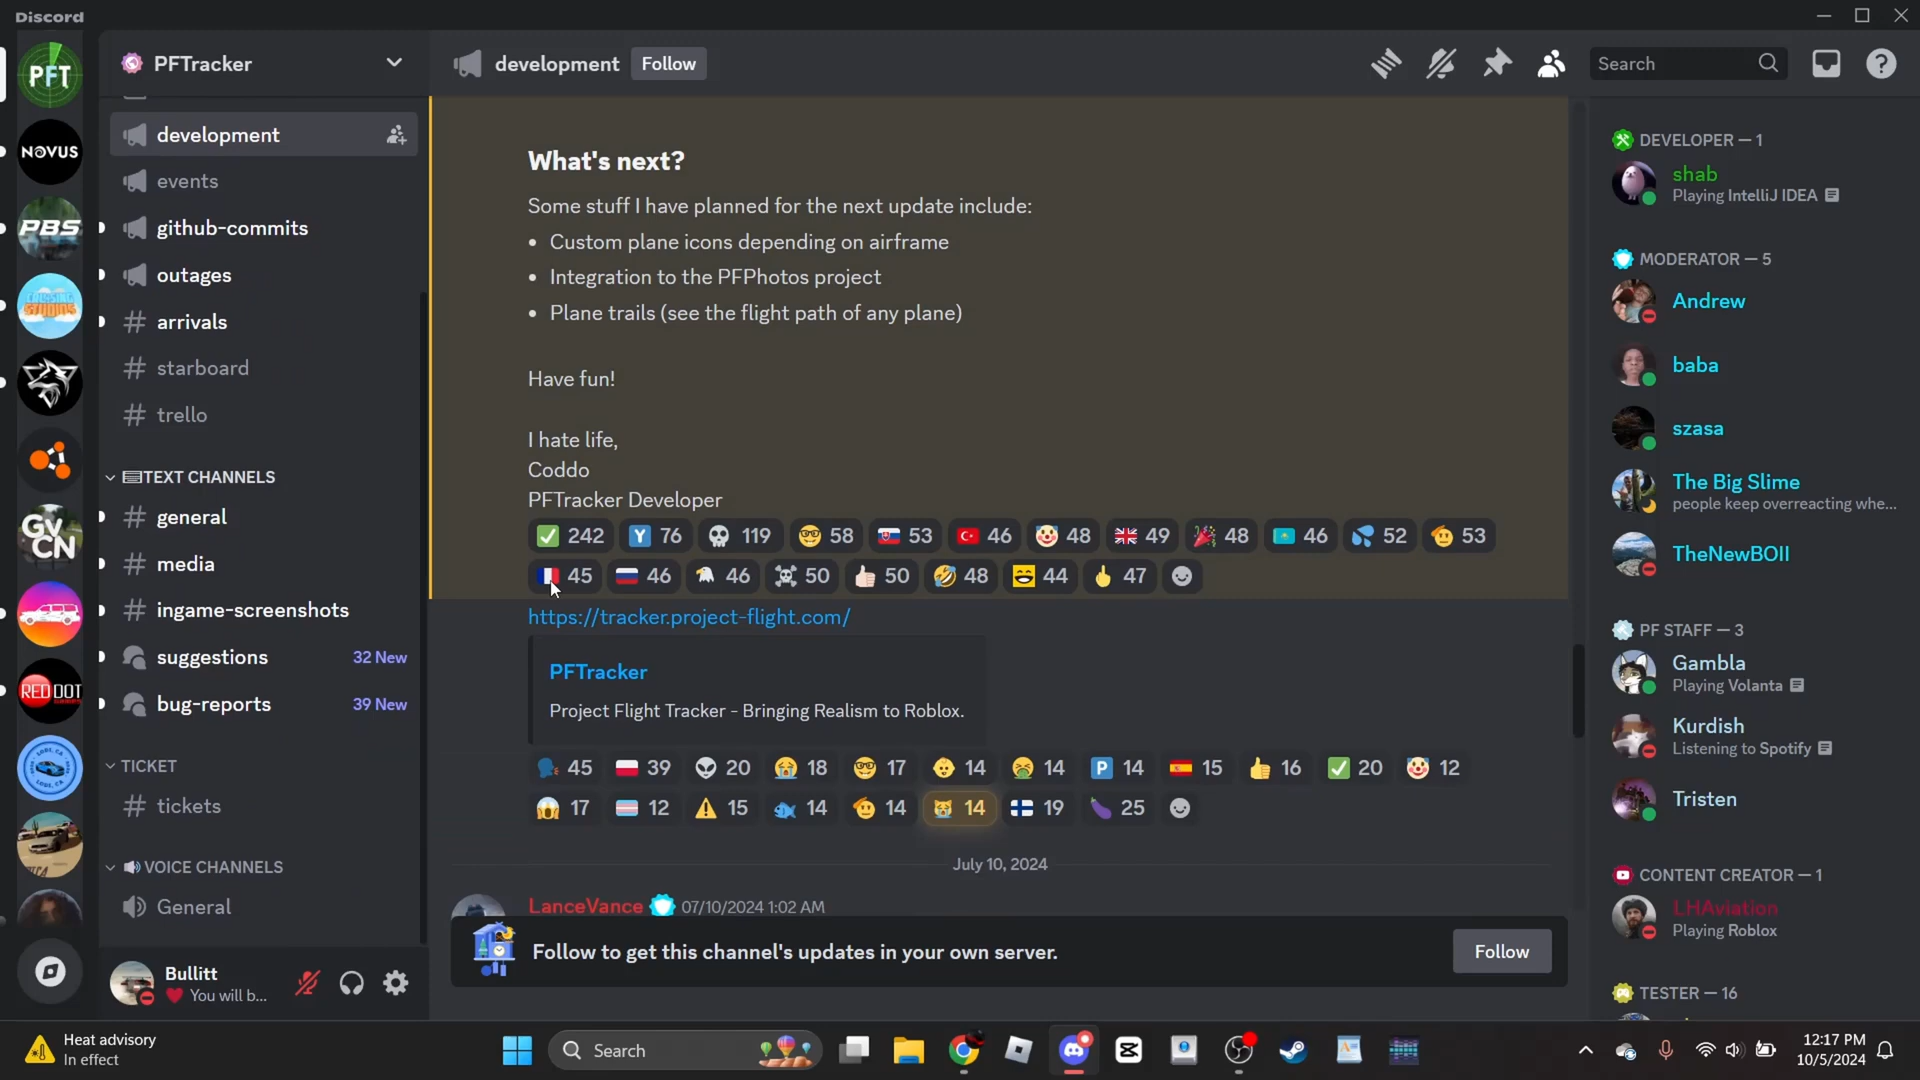 Discord
PFT
PFTracker
development
Follow
Search
development
events
github-commits
outages
arrivals
starboard
trello
TEXT CHANNELS
general
media
ingame-screenshots
suggestions 32 New
bug-reports 39 New
TICKET
tickets
VOICE CHANNELS
General
Bullitt
You will b...
NOVUS
PBS
CRUISING
STUDIOS
GVCN
RED DOT
What's next?
Some stuff I have planned for the next update include:
• Custom plane icons depending on airframe
• Integration to the PFPhotos project
• Plane trails (see the flight path of any plane)
Have fun!
I hate life,
Coddo
PFTracker Developer
242 76 119 58 53 46 48 49 48 46 52 53
45 46 46 50 50 48 44 47
https://tracker.project-flight.com/
PFTracker
Project Flight Tracker - Bringing Realism to Roblox.
45 39 20 18 17 14 14 14 15 16 20 12
17 12 15 14 14 14 19 25
July 10, 2024
LanceVance 07/10/2024 1:02 AM
Follow to get this channel's updates in your own server.
Follow
DEVELOPER — 1
shab
Playing IntelliJ IDEA
MODERATOR — 5
Andrew
baba
szasa
The Big Slime
people keep overreacting whe...
TheNewBOII
PF STAFF — 3
Gambla
Playing Volanta
Kurdish
Listening to Spotify
Tristen
CONTENT CREATOR — 1
LHAviation
Playing Roblox
TESTER — 16
Heat advisory
In effect
Search
12:17 PM
10/5/2024